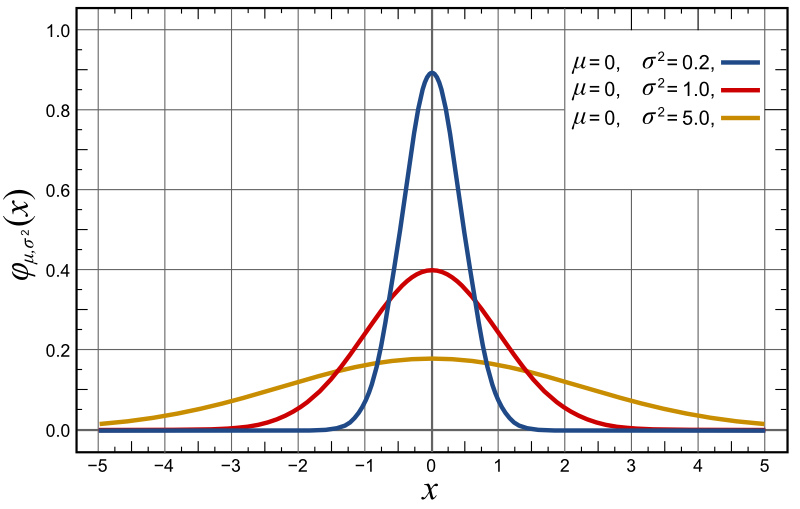 1.0
μ = 0, σ² = 0.2,
μ = 0, σ² = 1.0,
μ = 0, σ² = 5.0,
0.8
0.6
φμ,σ²(x)
0.4
0.2
0.0
−5 −4 −3 −2 −1 0 1 2 3 4 5
x